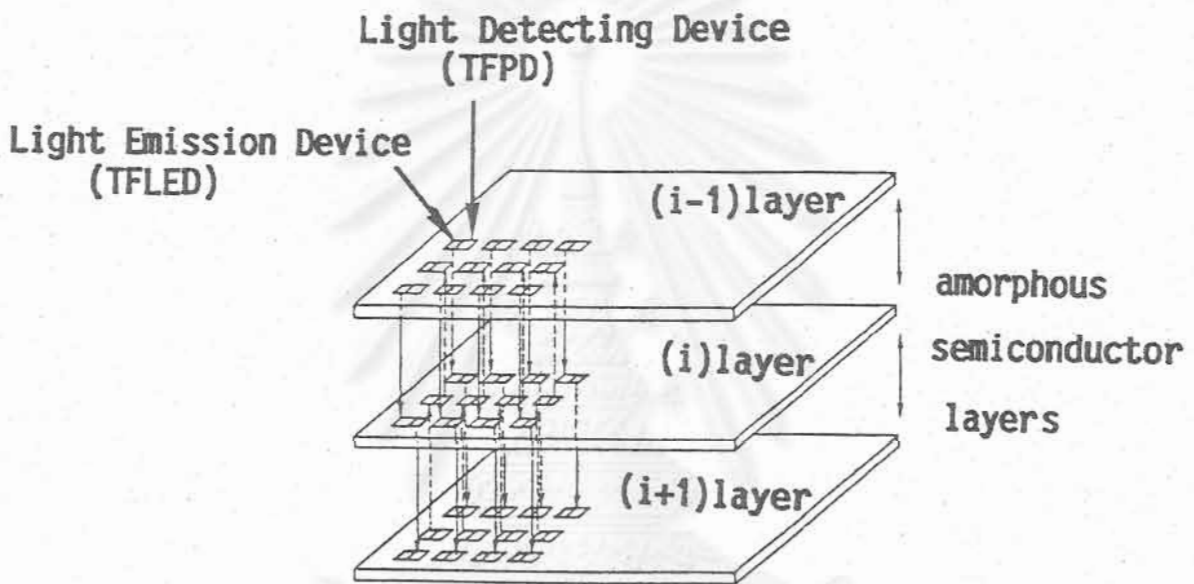 Light Detecting Device
(TFPD)
Light Emission Device
(TFLED)
(i-1)layer
amorphous
(i)layer
semiconductor
layers
(i+1)layer